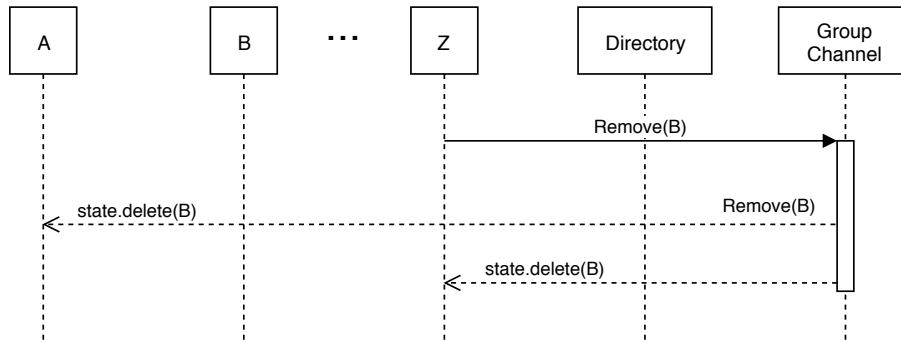 A
B
...
Z
Directory
Group
Channel
Remove(B)
state.delete(B)
Remove(B)
state.delete(B)